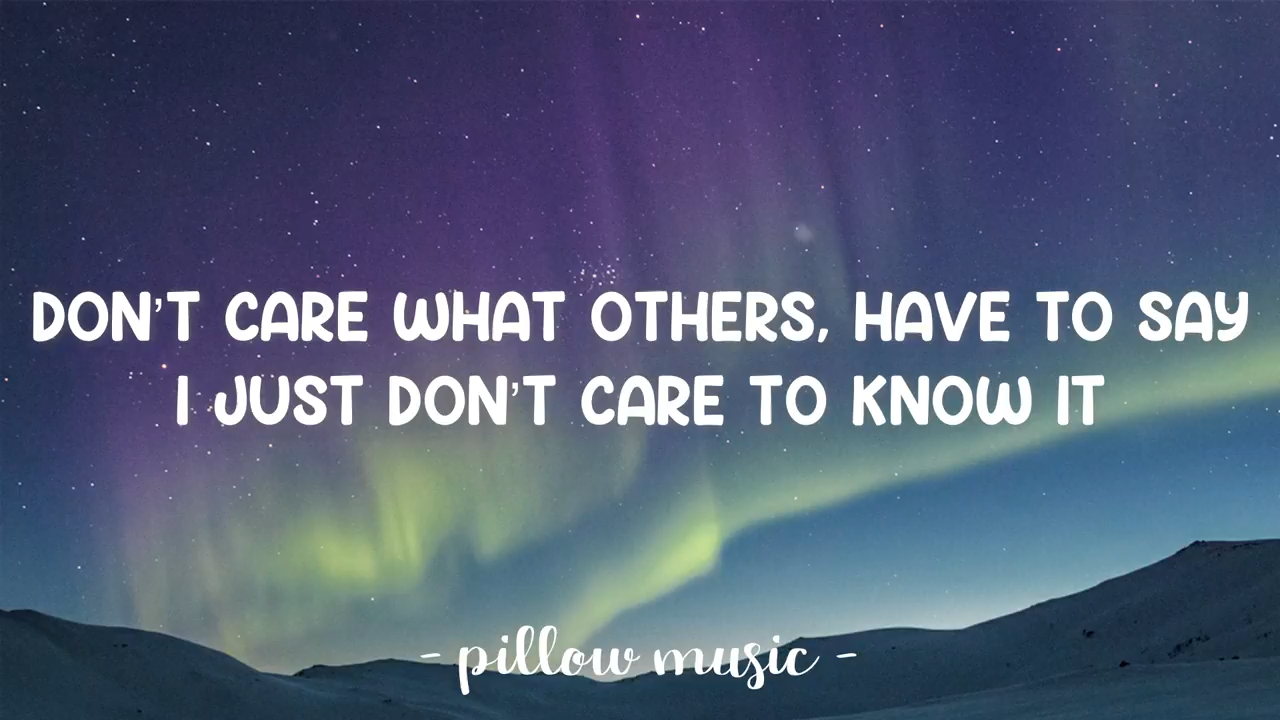 DON'T CARE WHAT OTHERS, HAVE TO SAY
I JUST DON'T CARE TO KNOW IT
- pillow music -